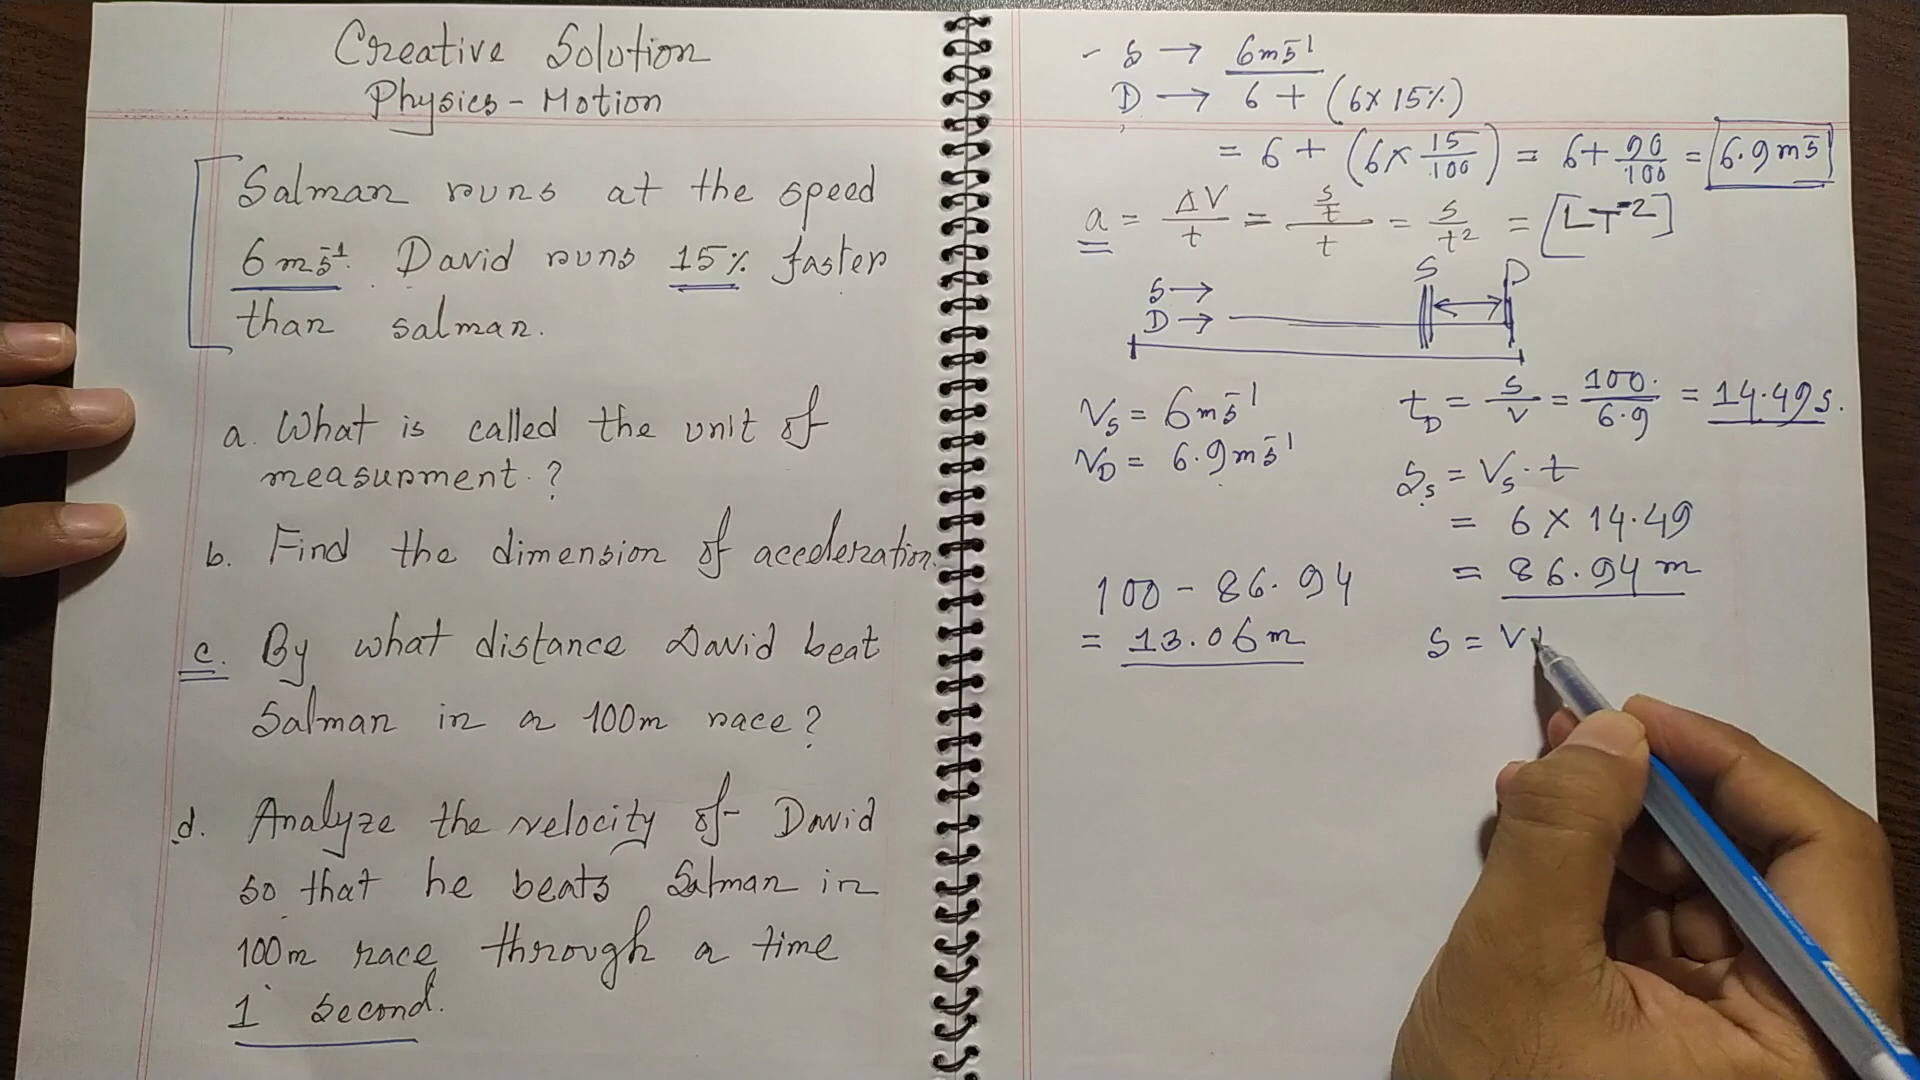 Creative Solution
Physics - Motion
Salman runs at the speed
6 ms⁻¹. David runs 15% faster
than salman.
a. What is called the unit of
measurment.?
b. Find the dimension of acceleration.
c. By what distance David beat
Salman in a 100m race?
d. Analyze the velocity of David
so that he beats Salman in
100m race through a time
1 second.
- S → 6ms⁻¹
D → 6 + (6×15%)
= 6 + (6× 15/100) = 6+ 90/100 = 6.9ms⁻¹
a = ΔV/t = (s/t)/t = s/t² = [LT⁻²]
S D
S →
D →
Vs = 6ms⁻¹
VD = 6.9ms⁻¹
tD = s/v = 100/6.9 = 14.49s.
Ss = Vs · t
= 6 × 14.49
= 86.94 m
100 - 86.94
= 13.06m
S = V